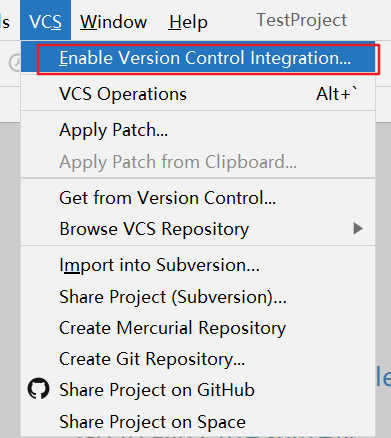 VCS Window Help TestProject
Enable Version Control Integration...
VCS Operations Alt+`
Apply Patch...
Apply Patch from Clipboard...
Get from Version Control...
Browse VCS Repository
Import into Subversion...
Share Project (Subversion)...
Create Mercurial Repository
Create Git Repository...
Share Project on GitHub
Share Project on Space